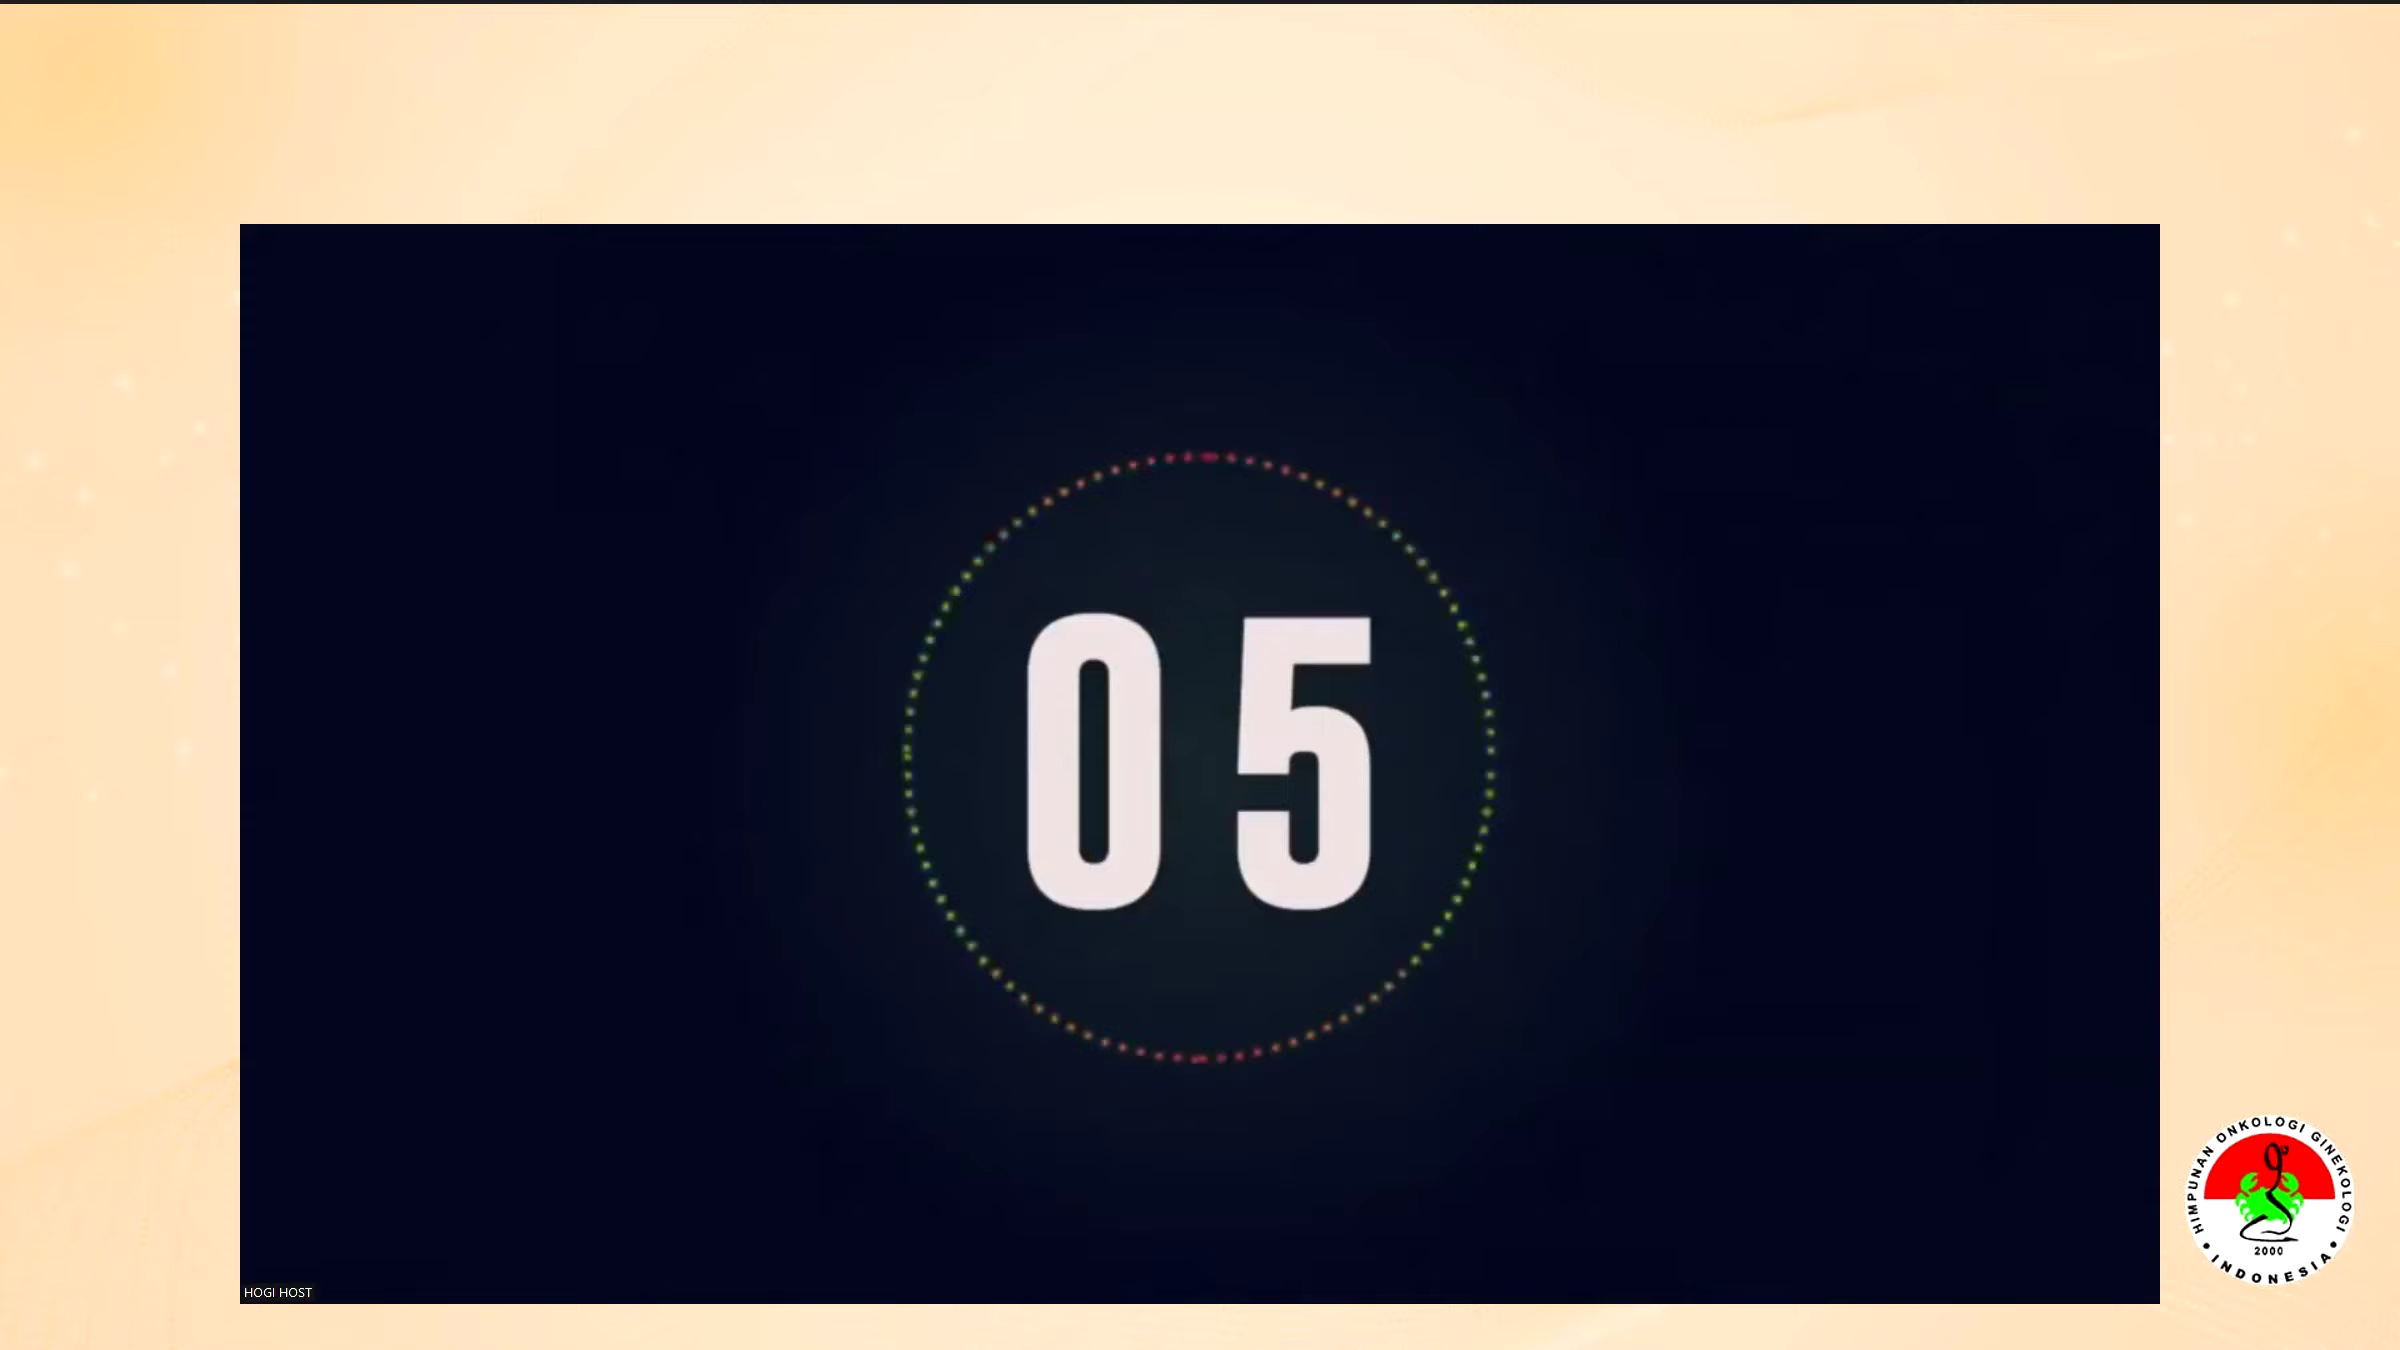 05
HOGI HOST
HIMPUNAN ONKOLOGI GINEKOLOGI
2000
• INDONESIA •